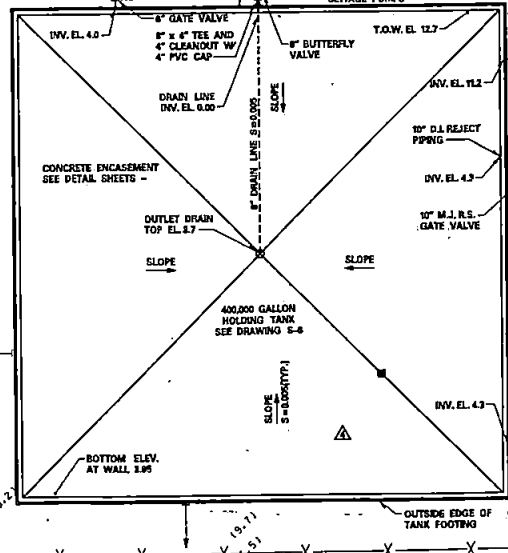 6" GATE VALVE
INV. EL. 4.0
8" x 4" TEE AND
4" CLEANOUT W/
4" PVC CAP
8" BUTTERFLY
VALVE
T.O.W. EL 12.7
INV. EL. 11.2
DRAIN LINE
INV. EL. 0.00
SLOPE
8" DRAIN LINE S=0.005
10" D.I. REJECT
PIPING
CONCRETE ENCASEMENT
SEE DETAIL SHEETS -
INV. EL. 4.3
10" M.J. R.S.
GATE VALVE
OUTLET DRAIN
TOP EL. 3.7
SLOPE
SLOPE
400,000 GALLON
HOLDING TANK
SEE DRAWING S-6
SLOPE
S=0.005(TYP.)
4
INV. EL. 4.3
BOTTOM ELEV.
AT WALL 3.95
OUTSIDE EDGE OF
TANK FOOTING
(9.7)